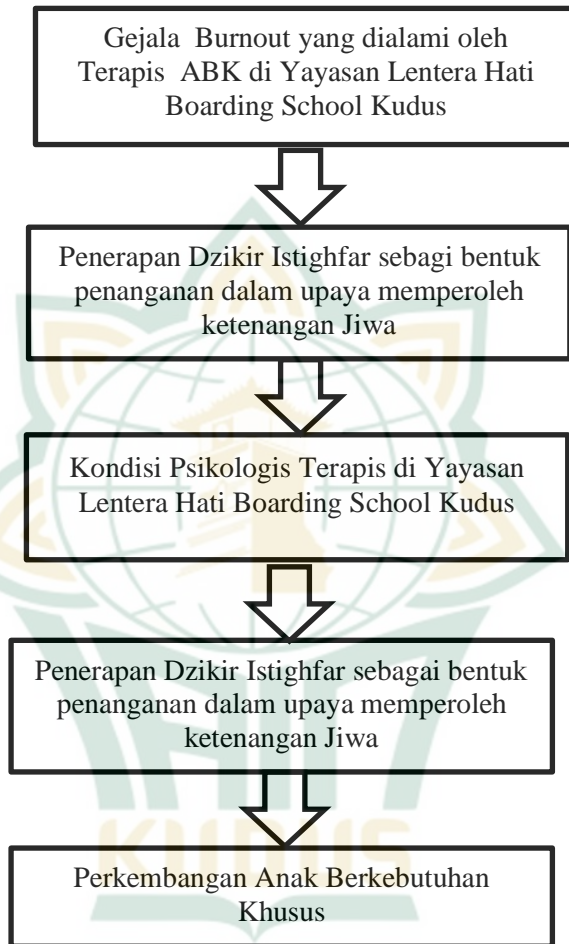 Gejala Burnout yang dialami oleh
Terapis ABK di Yayasan Lentera Hati
Boarding School Kudus
Penerapan Dzikir Istighfar sebagi bentuk
penanganan dalam upaya memperoleh
ketenangan Jiwa
Kondisi Psikologis Terapis di Yayasan
Lentera Hati Boarding School Kudus
Penerapan Dzikir Istighfar sebagai bentuk
penanganan dalam upaya memperoleh
ketenangan Jiwa
KUDUS
Perkembangan Anak Berkebutuhan
Khusus